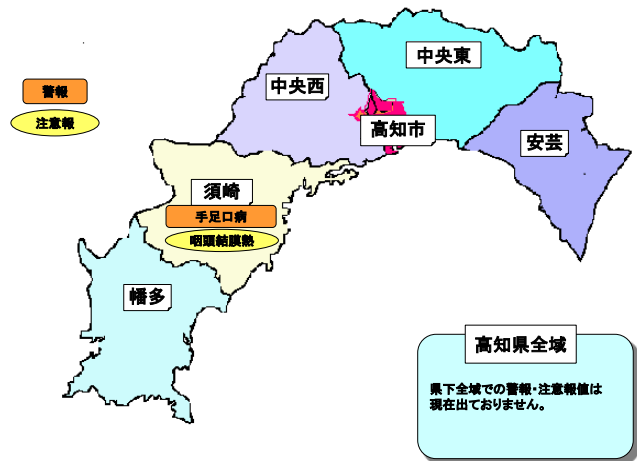 中央東
中央西
警報
注意報
高知市
安芸
須崎
手足口病
咽頭結膜熱
幡多
高知県全域
県下全域での警報・注意報値は
現在出ておりません。